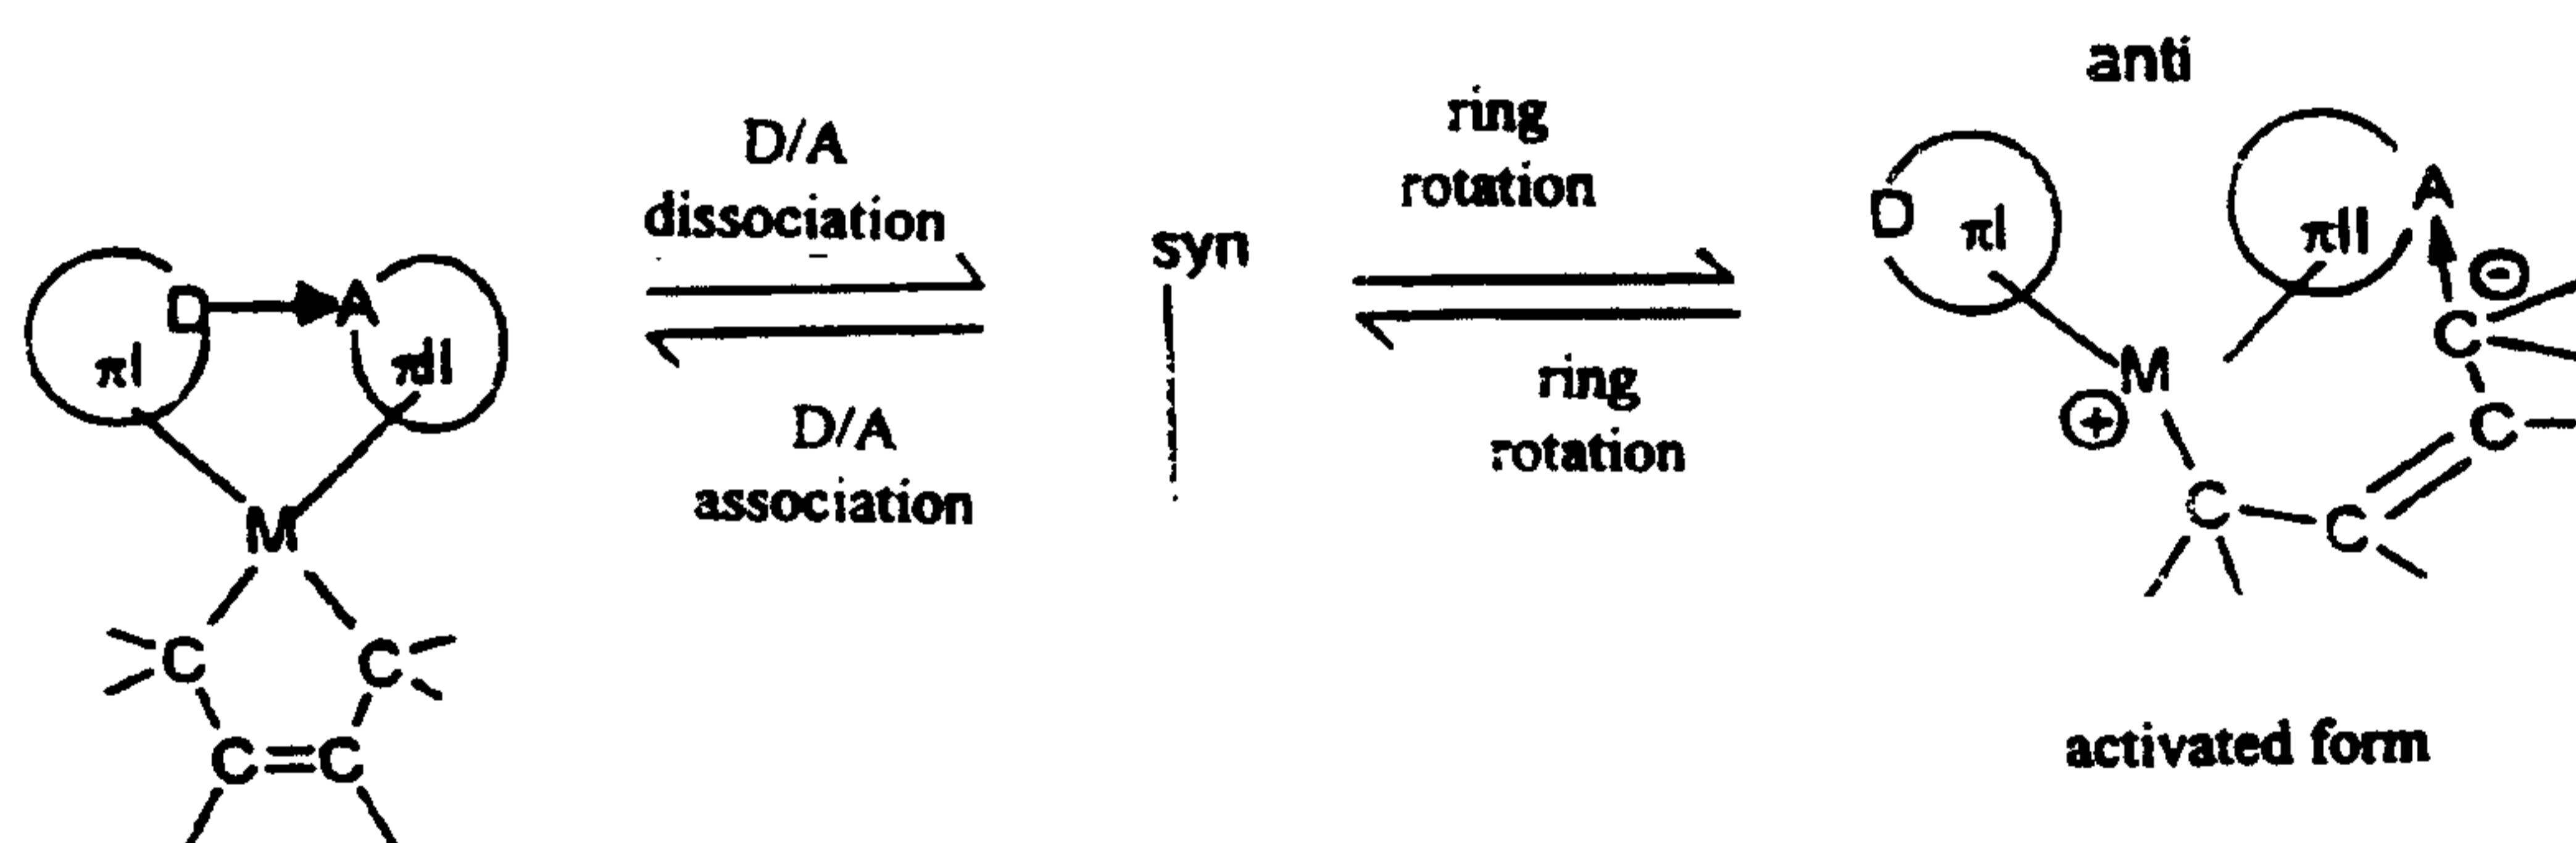 anti
ring
rotation
D/A
dissociation
syn
D
πI
πII
A
⊖
D
A
πI
πII
C
M
⊕
ring
rotation
C
D/A
association
M
C
C
C
C
C=C
activated form